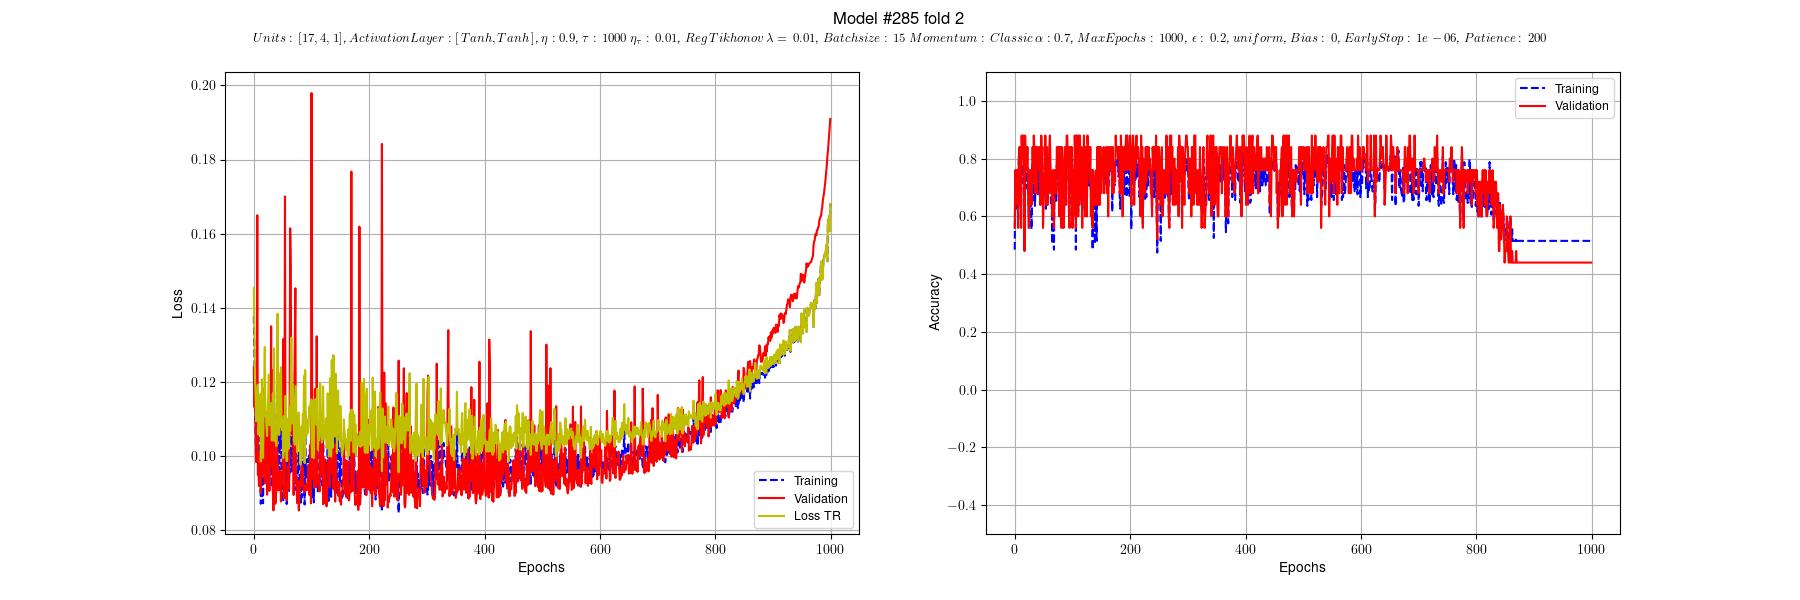 Model #285 fold 2
Units : [17, 4, 1], ActivationLayer : [Tanh, Tanh], η : 0.9, τ : 1000 η_τ : 0.01, RegTikhonov λ = 0.01, Batchsize : 15 Momentum : Classic α : 0.7, MaxEpochs : 1000, ϵ : 0.2, uniform, Bias : 0, EarlyStop : 1e − 06, Patience : 200
0.20
0.18
0.16
0.14
0.12
0.10
0.08
Loss
0
200
400
600
800
1000
Epochs
Training
Validation
Loss TR
1.0
0.8
0.6
0.4
0.2
0.0
−0.2
−0.4
Accuracy
0
200
400
600
800
1000
Epochs
Training
Validation